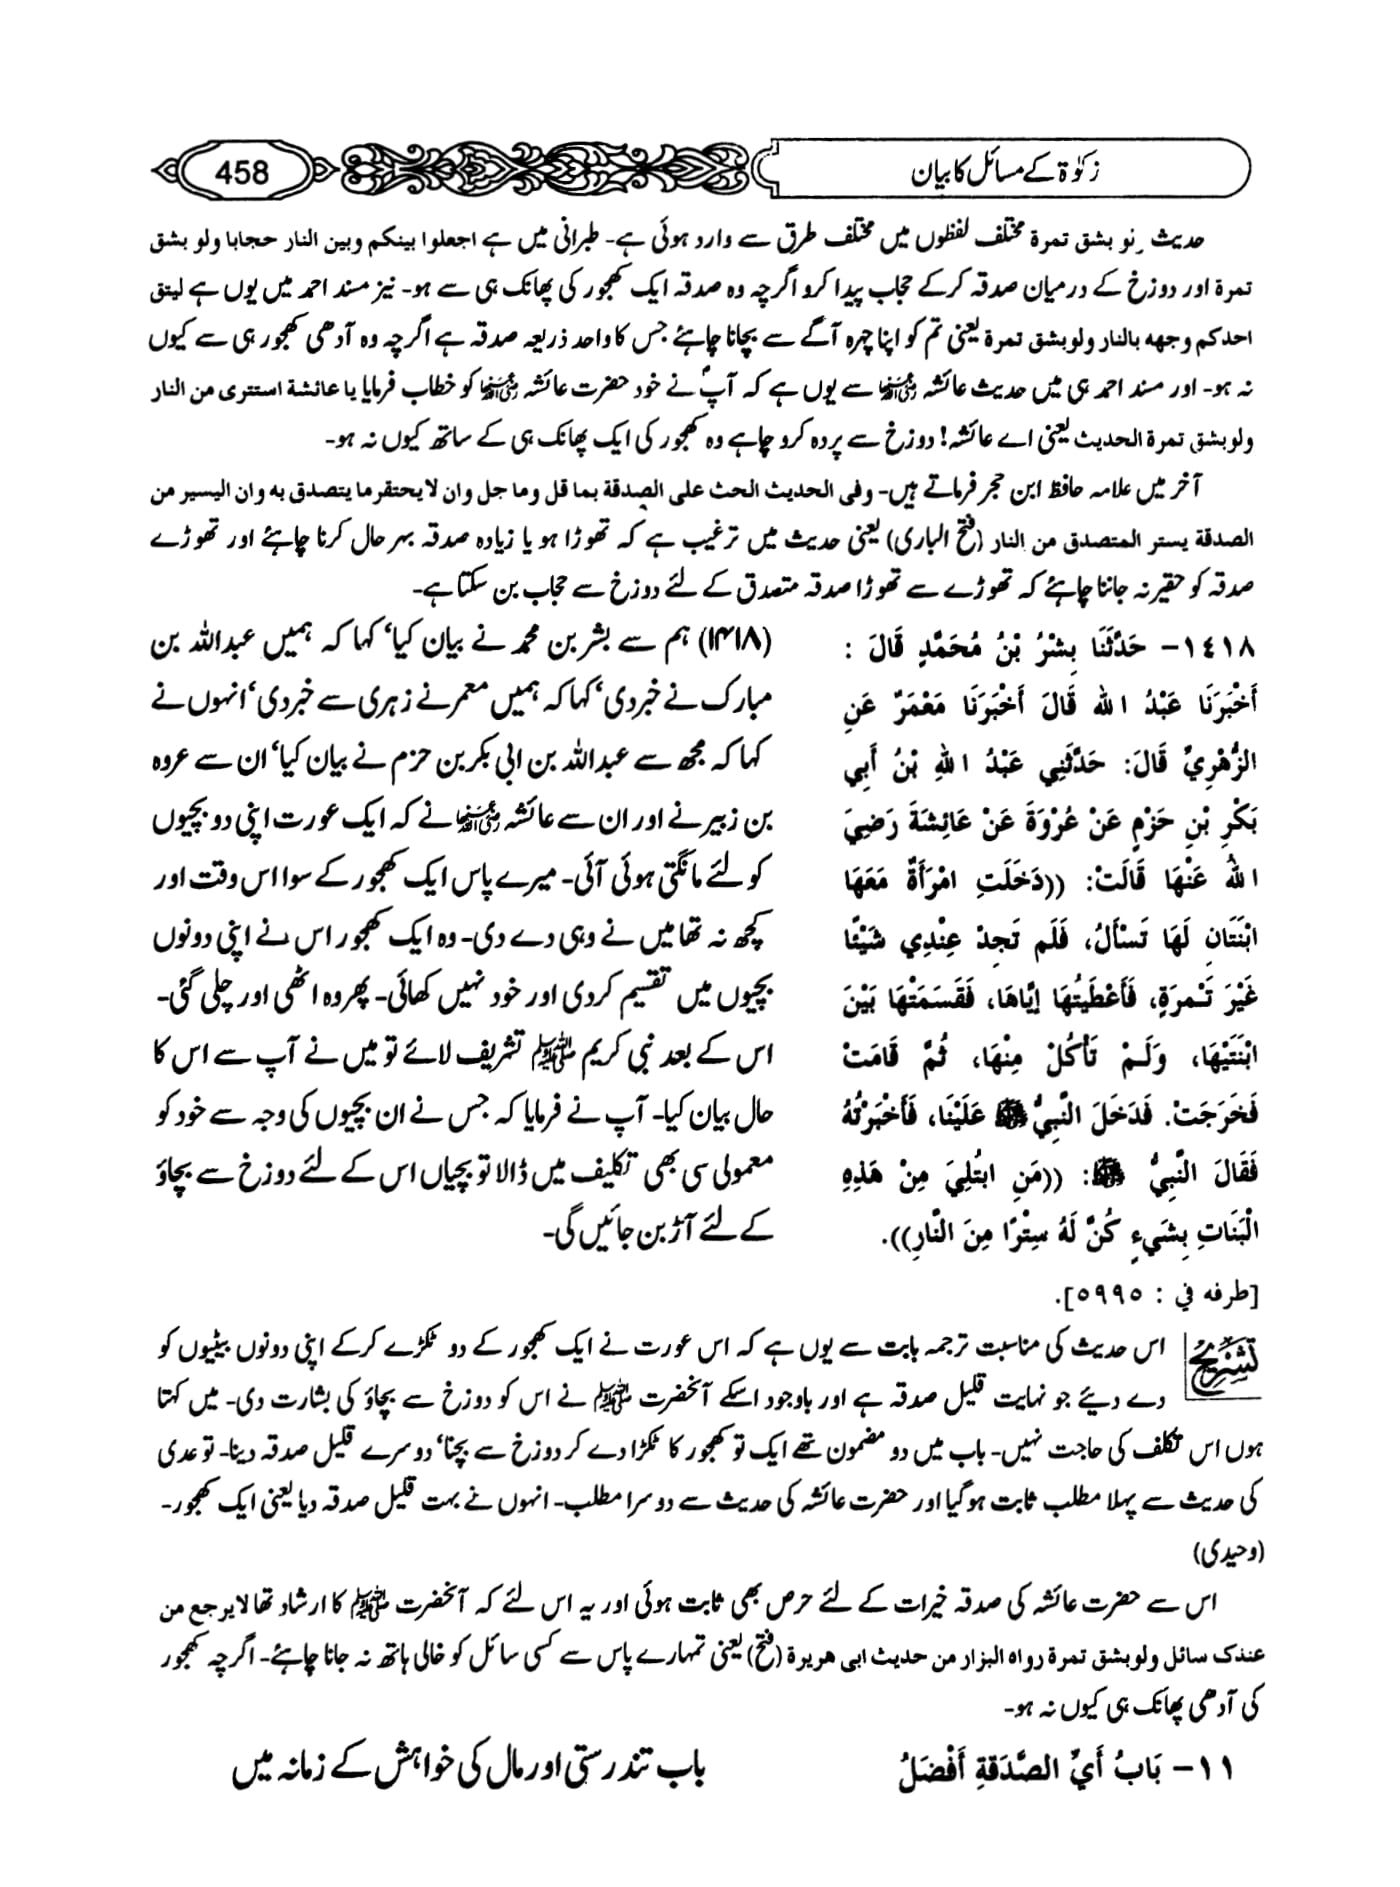 زکوٰۃ کے مسائل کا بیان
458
حدیث ولو بشق تمرة مختلف لفظوں میں مختلف طرق سے وارد ہوئی ہے۔ طبرانی میں ہے اجعلوا بینکم وبین النار حجابا ولو بشق
تمرة اور دوزخ کے درمیان صدقہ کرکے حجاب پیدا کرو اگرچہ وہ صدقہ ایک کھجور کی پھانک ہی سے ہو۔ نیز مسند احمد میں یوں ہے لیتق
احدکم وجهه بالنار ولوبشق تمرة یعنی تم کو اپنا چہرہ آگ سے بچانا چاہئے جس کا واحد ذریعہ صدقہ ہے اگرچہ وہ آدھی کھجور ہی سے کیوں
نہ ہو۔ اور مسند احمد ہی میں حدیث عائشہ رضی اللہ عنہا سے یوں ہے کہ آپؐ نے خود حضرت عائشہ رضی اللہ عنہا کو خطاب فرمایا یا عائشة استتری من النار
ولوبشق تمرة الحدیث یعنی اے عائشہ! دوزخ سے پردہ کرو چاہے وہ کھجور کی ایک پھانک ہی کے ساتھ کیوں نہ ہو۔
آخر میں علامہ حافظ ابن حجر فرماتے ہیں۔ وفی الحدیث الحث علی الصدقة بما قل وما جل وان لا یحتقر ما یتصدق به وان الیسیر من
الصدقة یستر المتصدق من النار (فتح الباری) یعنی حدیث میں ترغیب ہے کہ تھوڑا ہو یا زیادہ صدقہ بہر حال کرنا چاہئے اور تھوڑے
صدقہ کو حقیر نہ جاننا چاہئے کہ تھوڑے سے تھوڑا صدقہ متصدق کے لئے دوزخ سے حجاب بن سکتا ہے۔
١٤١٨– حَدَّثَنَا بِشْرُ بْنُ مُحَمَّدٍ قَالَ :
أَخْبَرَنَا عَبْدُ اللهِ قَالَ أَخْبَرَنَا مَعْمَرٌ عَنِ
الزُّهْرِيِّ قَالَ: حَدَّثَنِي عَبْدُ اللهِ بْنُ أَبِي
بَكْرِ بْنِ حَزْمٍ عَنْ عُرْوَةَ عَنْ عَائِشَةَ رَضِيَ
اللهُ عَنْهَا قَالَتْ: ((دَخَلَتِ امْرَأَةٌ مَعَهَا
ابْنَتَانِ لَهَا تَسْأَلُ، فَلَم تَجِدْ عِنْدِي شَيْئًا
غَيْرَ تَمْرَةٍ، فَأَعْطَيْتُهَا إِيَّاهَا، فَقَسَمَتْهَا بَيْنَ
ابْنَتَيْهَا، وَلَمْ تَأْكُلْ مِنْهَا، ثُمَّ قَامَتْ
فَخَرَجَتْ. فَدَخَلَ النَّبِيُّ ﷺ عَلَيْنَا، فَأَخْبَرْتُهُ
فَقَالَ النَّبِيُّ ﷺ: ((مَنِ ابْتُلِيَ مِنْ هَذِهِ
الْبَنَاتِ بِشَيْءٍ كُنَّ لَهُ سِتْرًا مِنَ النَّارِ)).
[طرفه في : ٥٩٩٥].
(۱۴۱۸) ہم سے بشر بن محمد نے بیان کیا' کہا کہ ہمیں عبداللہ بن
مبارک نے خبر دی' کہا کہ ہمیں معمر نے زہری سے خبر دی' انہوں نے
کہا کہ مجھ سے عبداللہ بن ابی بکر بن حزم نے بیان کیا' ان سے عروہ
بن زبیر نے اور ان سے عائشہ رضی اللہ عنہا نے کہ ایک عورت اپنی دو بچیوں
کو لئے مانگتی ہوئی آئی۔ میرے پاس ایک کھجور کے سوا اس وقت اور
کچھ نہ تھا میں نے وہی دے دی۔ وہ ایک کھجور اس نے اپنی دونوں
بچیوں میں تقسیم کر دی اور خود نہیں کھائی۔ پھر وہ اٹھی اور چلی گئی۔
اس کے بعد نبی کریم ﷺ تشریف لائے تو میں نے آپ سے اس کا
حال بیان کیا۔ آپ نے فرمایا کہ جس نے ان بچیوں کی وجہ سے خود کو
معمولی سی بھی تکلیف میں ڈالا تو بچیاں اس کے لئے دوزخ سے بچاؤ
کے لئے آڑ بن جائیں گی۔
تشریح
اس حدیث کی مناسبت ترجمہ باب سے یوں ہے کہ اس عورت نے ایک کھجور کے دو ٹکڑے کرکے اپنی دونوں بیٹیوں کو
دے دیئے جو نہایت قلیل صدقہ ہے اور باوجود اسکے آنحضرت ﷺ نے اس کو دوزخ سے بچاؤ کی بشارت دی۔ میں کہتا
ہوں اس تکلف کی حاجت نہیں۔ باب میں دو مضمون تھے ایک تو کھجور کا ٹکڑا دے کر دوزخ سے بچنا' دوسرے قلیل صدقہ دینا۔ تو عدی
کی حدیث سے پہلا مطلب ثابت ہو گیا اور حضرت عائشہ کی حدیث سے دوسرا مطلب۔ انہوں نے بہت قلیل صدقہ دیا یعنی ایک کھجور۔
(وحیدی)
اس سے حضرت عائشہ کی صدقہ خیرات کے لئے حرص بھی ثابت ہوئی اور یہ اس لئے کہ آنحضرت ﷺ کا ارشاد تھا لا یرجع من
عندک سائل ولوبشق تمرة رواه البزار من حدیث ابی هریرة (فتح) یعنی تمہارے پاس سے کسی سائل کو خالی ہاتھ نہ جانا چاہئے۔ اگرچہ کھجور
کی آدھی پھانک ہی کیوں نہ ہو۔
١١– بَابُ أَيِّ الصَّدَقَةِ أَفْضَلُ
باب تندرستی اور مال کی خواہش کے زمانہ میں